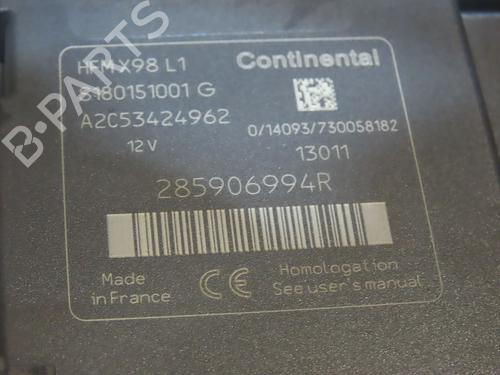 HFM X98 L1 Continental
S180151001 G
A2C53424962
0/14093/730058182
12 V
13011
285906994R
Made
in France
CE
Homologation
See user's manual
B-PARTS